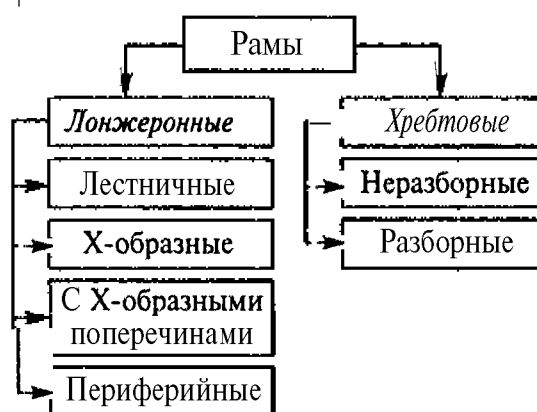 Рамы
Лонжеронные
Лестничные
Х-образные
С Х-образными
поперечинами
Периферийные
Хребтовые
Неразборные
Разборные